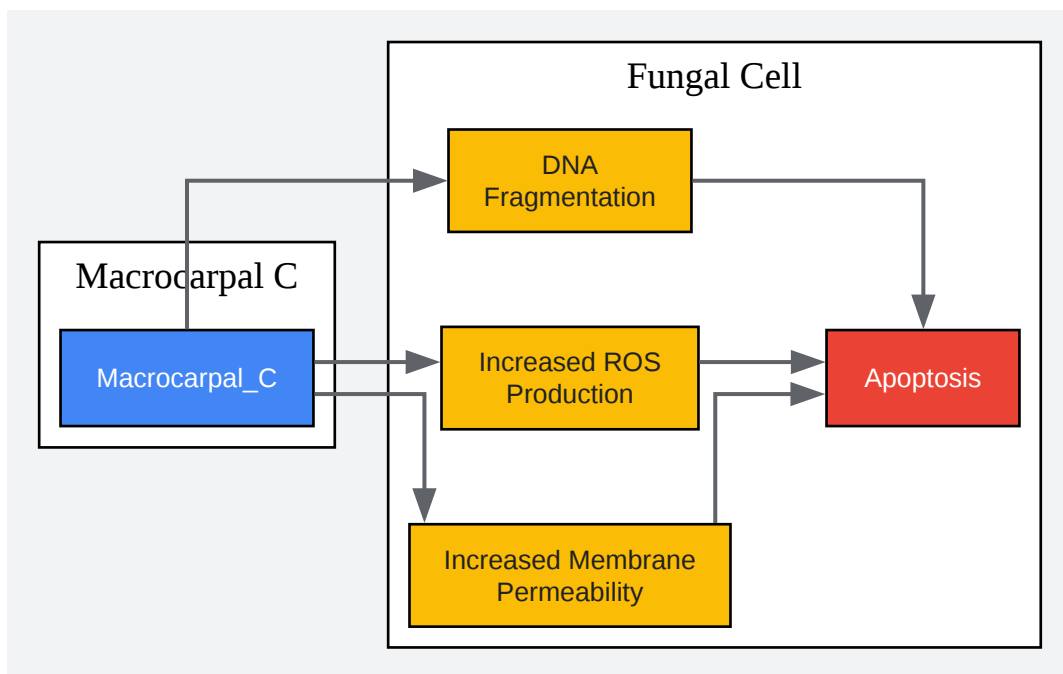 Fungal Cell
DNA
Fragmentation
Macrocarpal C
Macrocarpal_C
Increased ROS
Production
Apoptosis
Increased Membrane
Permeability